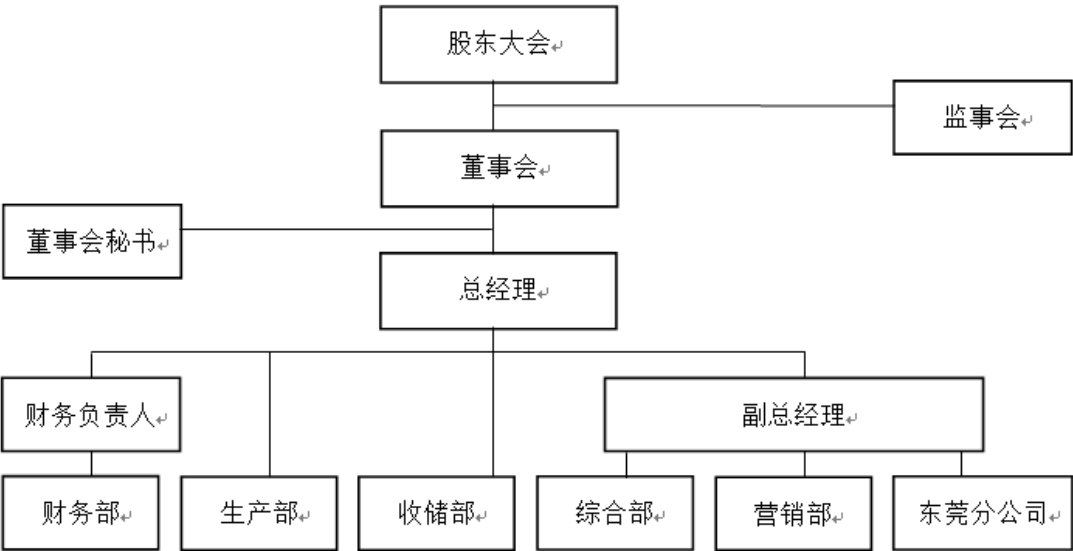 股东大会
监事会
董事会
董事会秘书
总经理
财务负责人
副总经理
财务部
生产部
收储部
综合部
营销部
东莞分公司